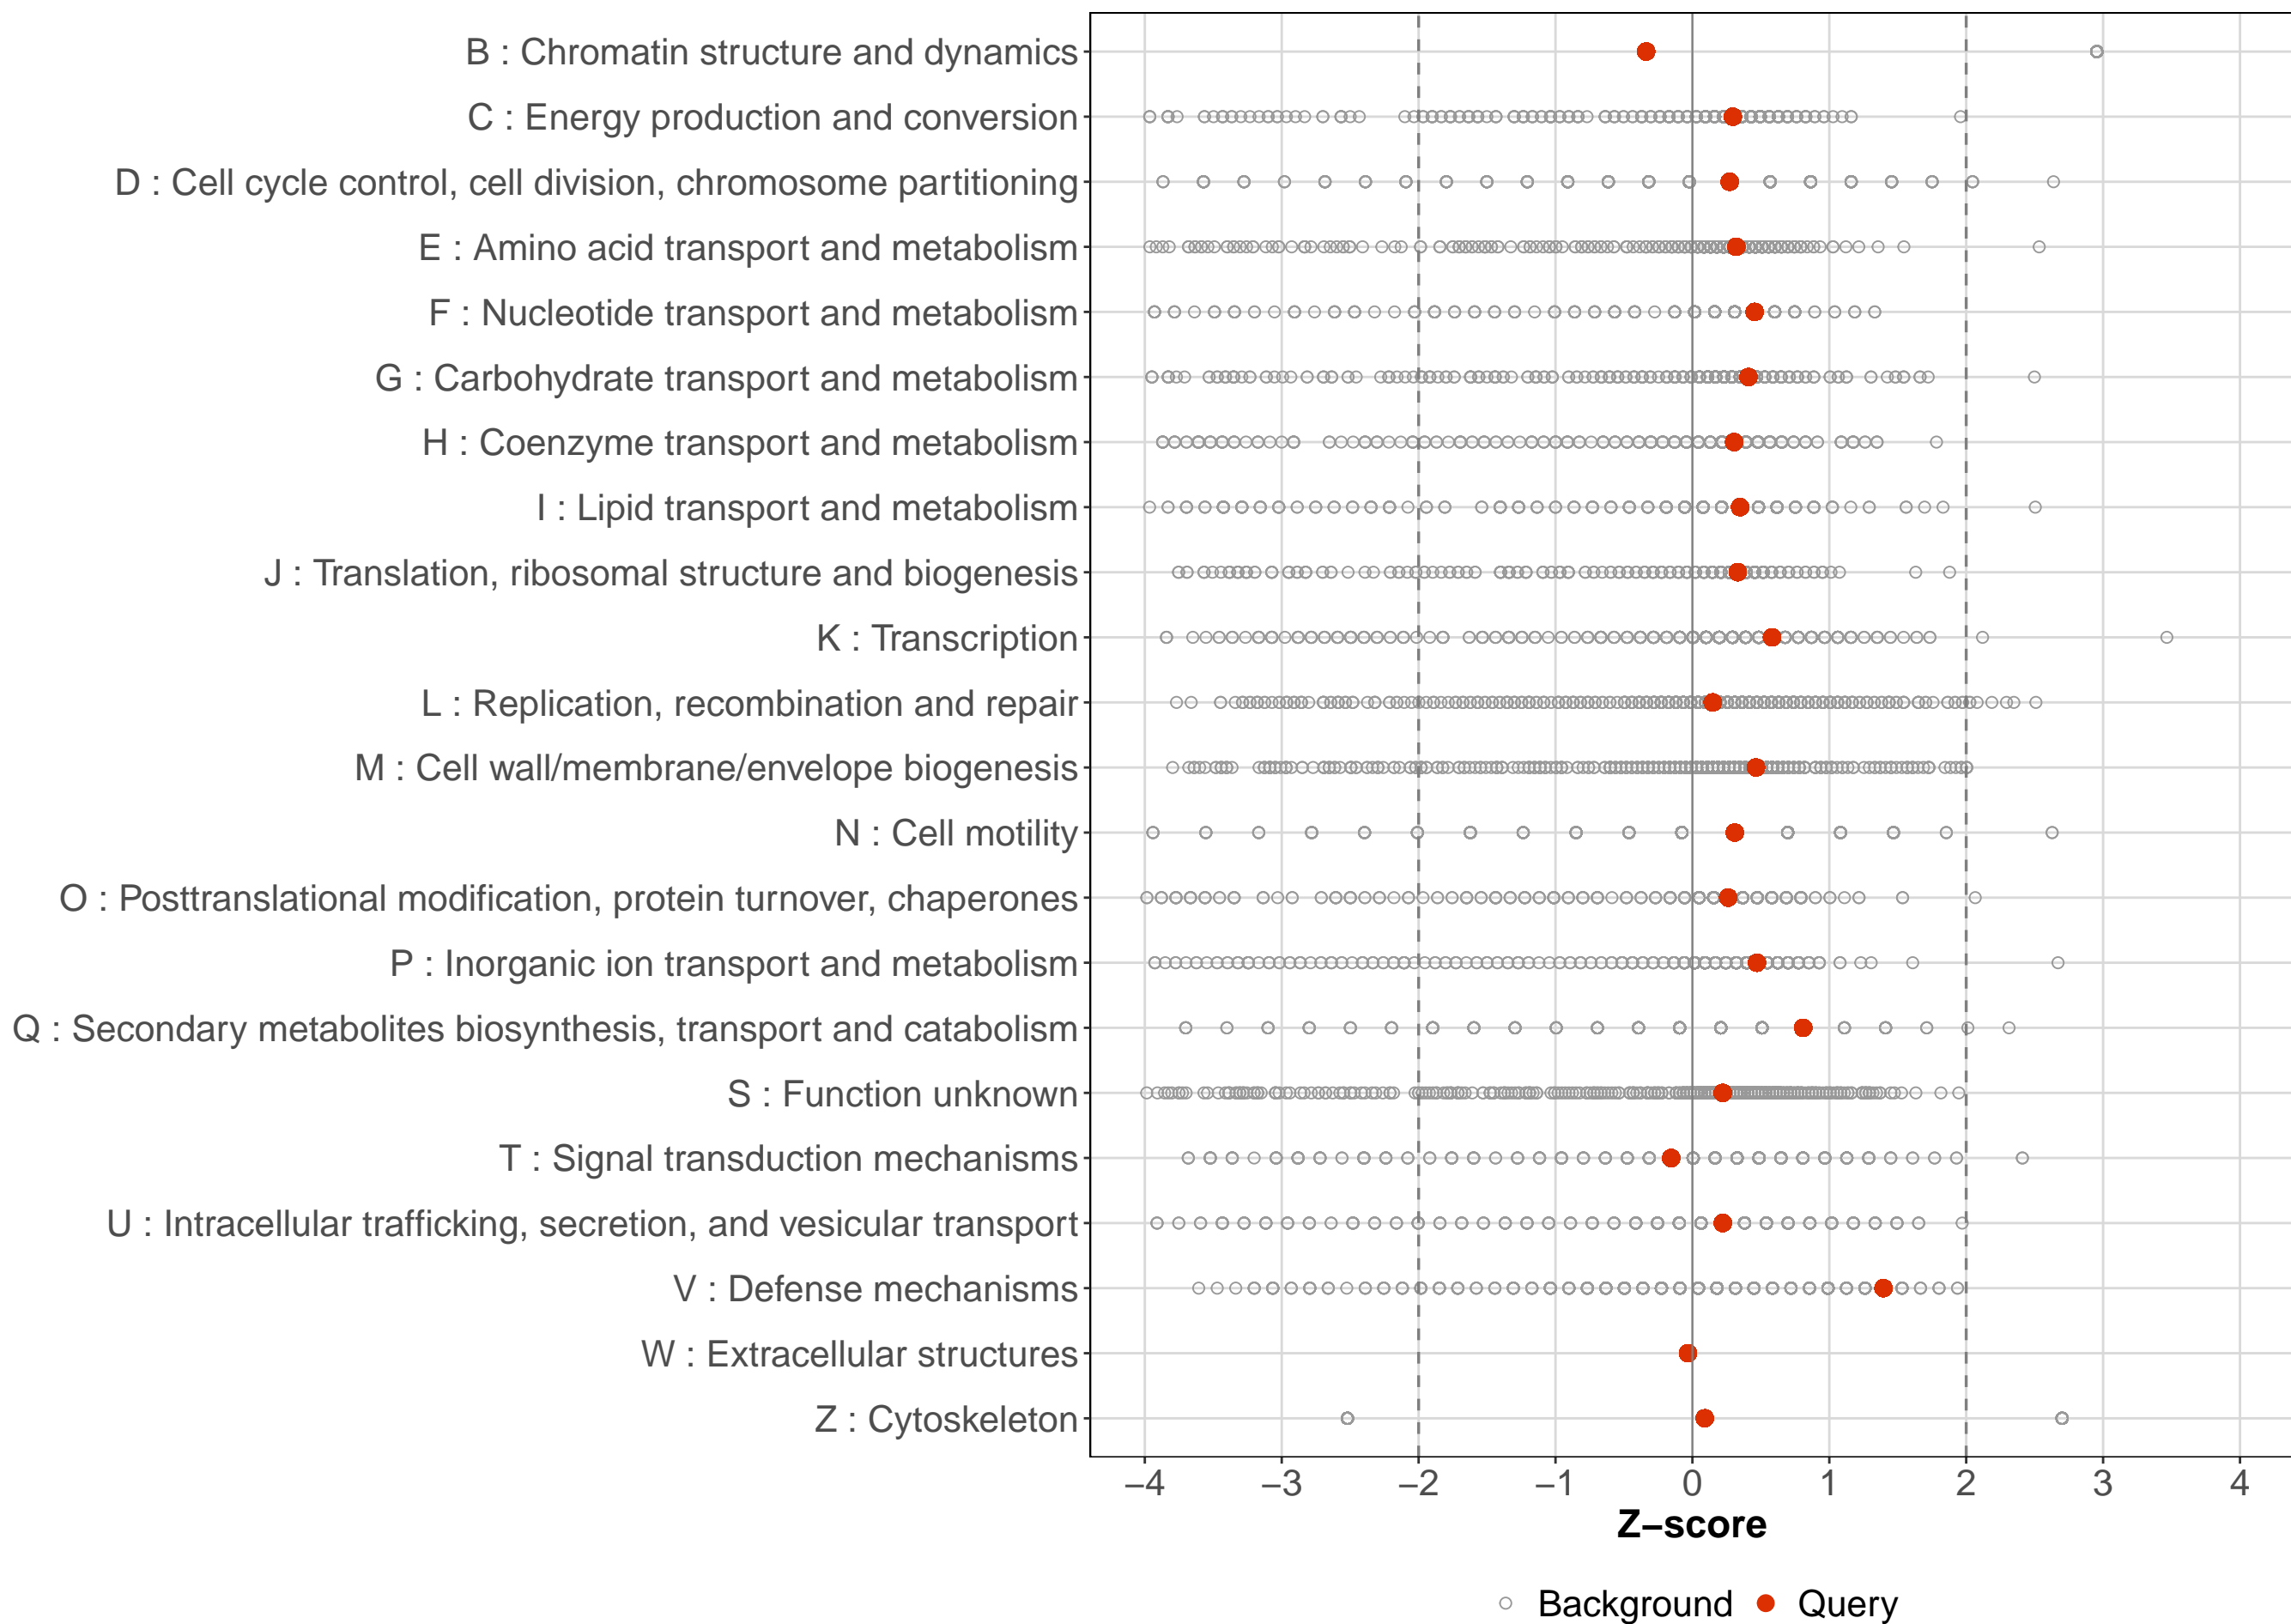 B : Chromatin structure and dynamics
C : Energy production and conversion
D : Cell cycle control, cell division, chromosome partitioning
E : Amino acid transport and metabolism
F : Nucleotide transport and metabolism
G : Carbohydrate transport and metabolism
H : Coenzyme transport and metabolism
I : Lipid transport and metabolism
J : Translation, ribosomal structure and biogenesis
K : Transcription
L : Replication, recombination and repair
M : Cell wall/membrane/envelope biogenesis
N : Cell motility
O : Posttranslational modification, protein turnover, chaperones
P : Inorganic ion transport and metabolism
Q : Secondary metabolites biosynthesis, transport and catabolism
S : Function unknown
T : Signal transduction mechanisms
U : Intracellular trafficking, secretion, and vesicular transport
V : Defense mechanisms
W : Extracellular structures
Z : Cytoskeleton
−4 −3 −2 −1 0 1 2 3 4
Z−score
Background Query